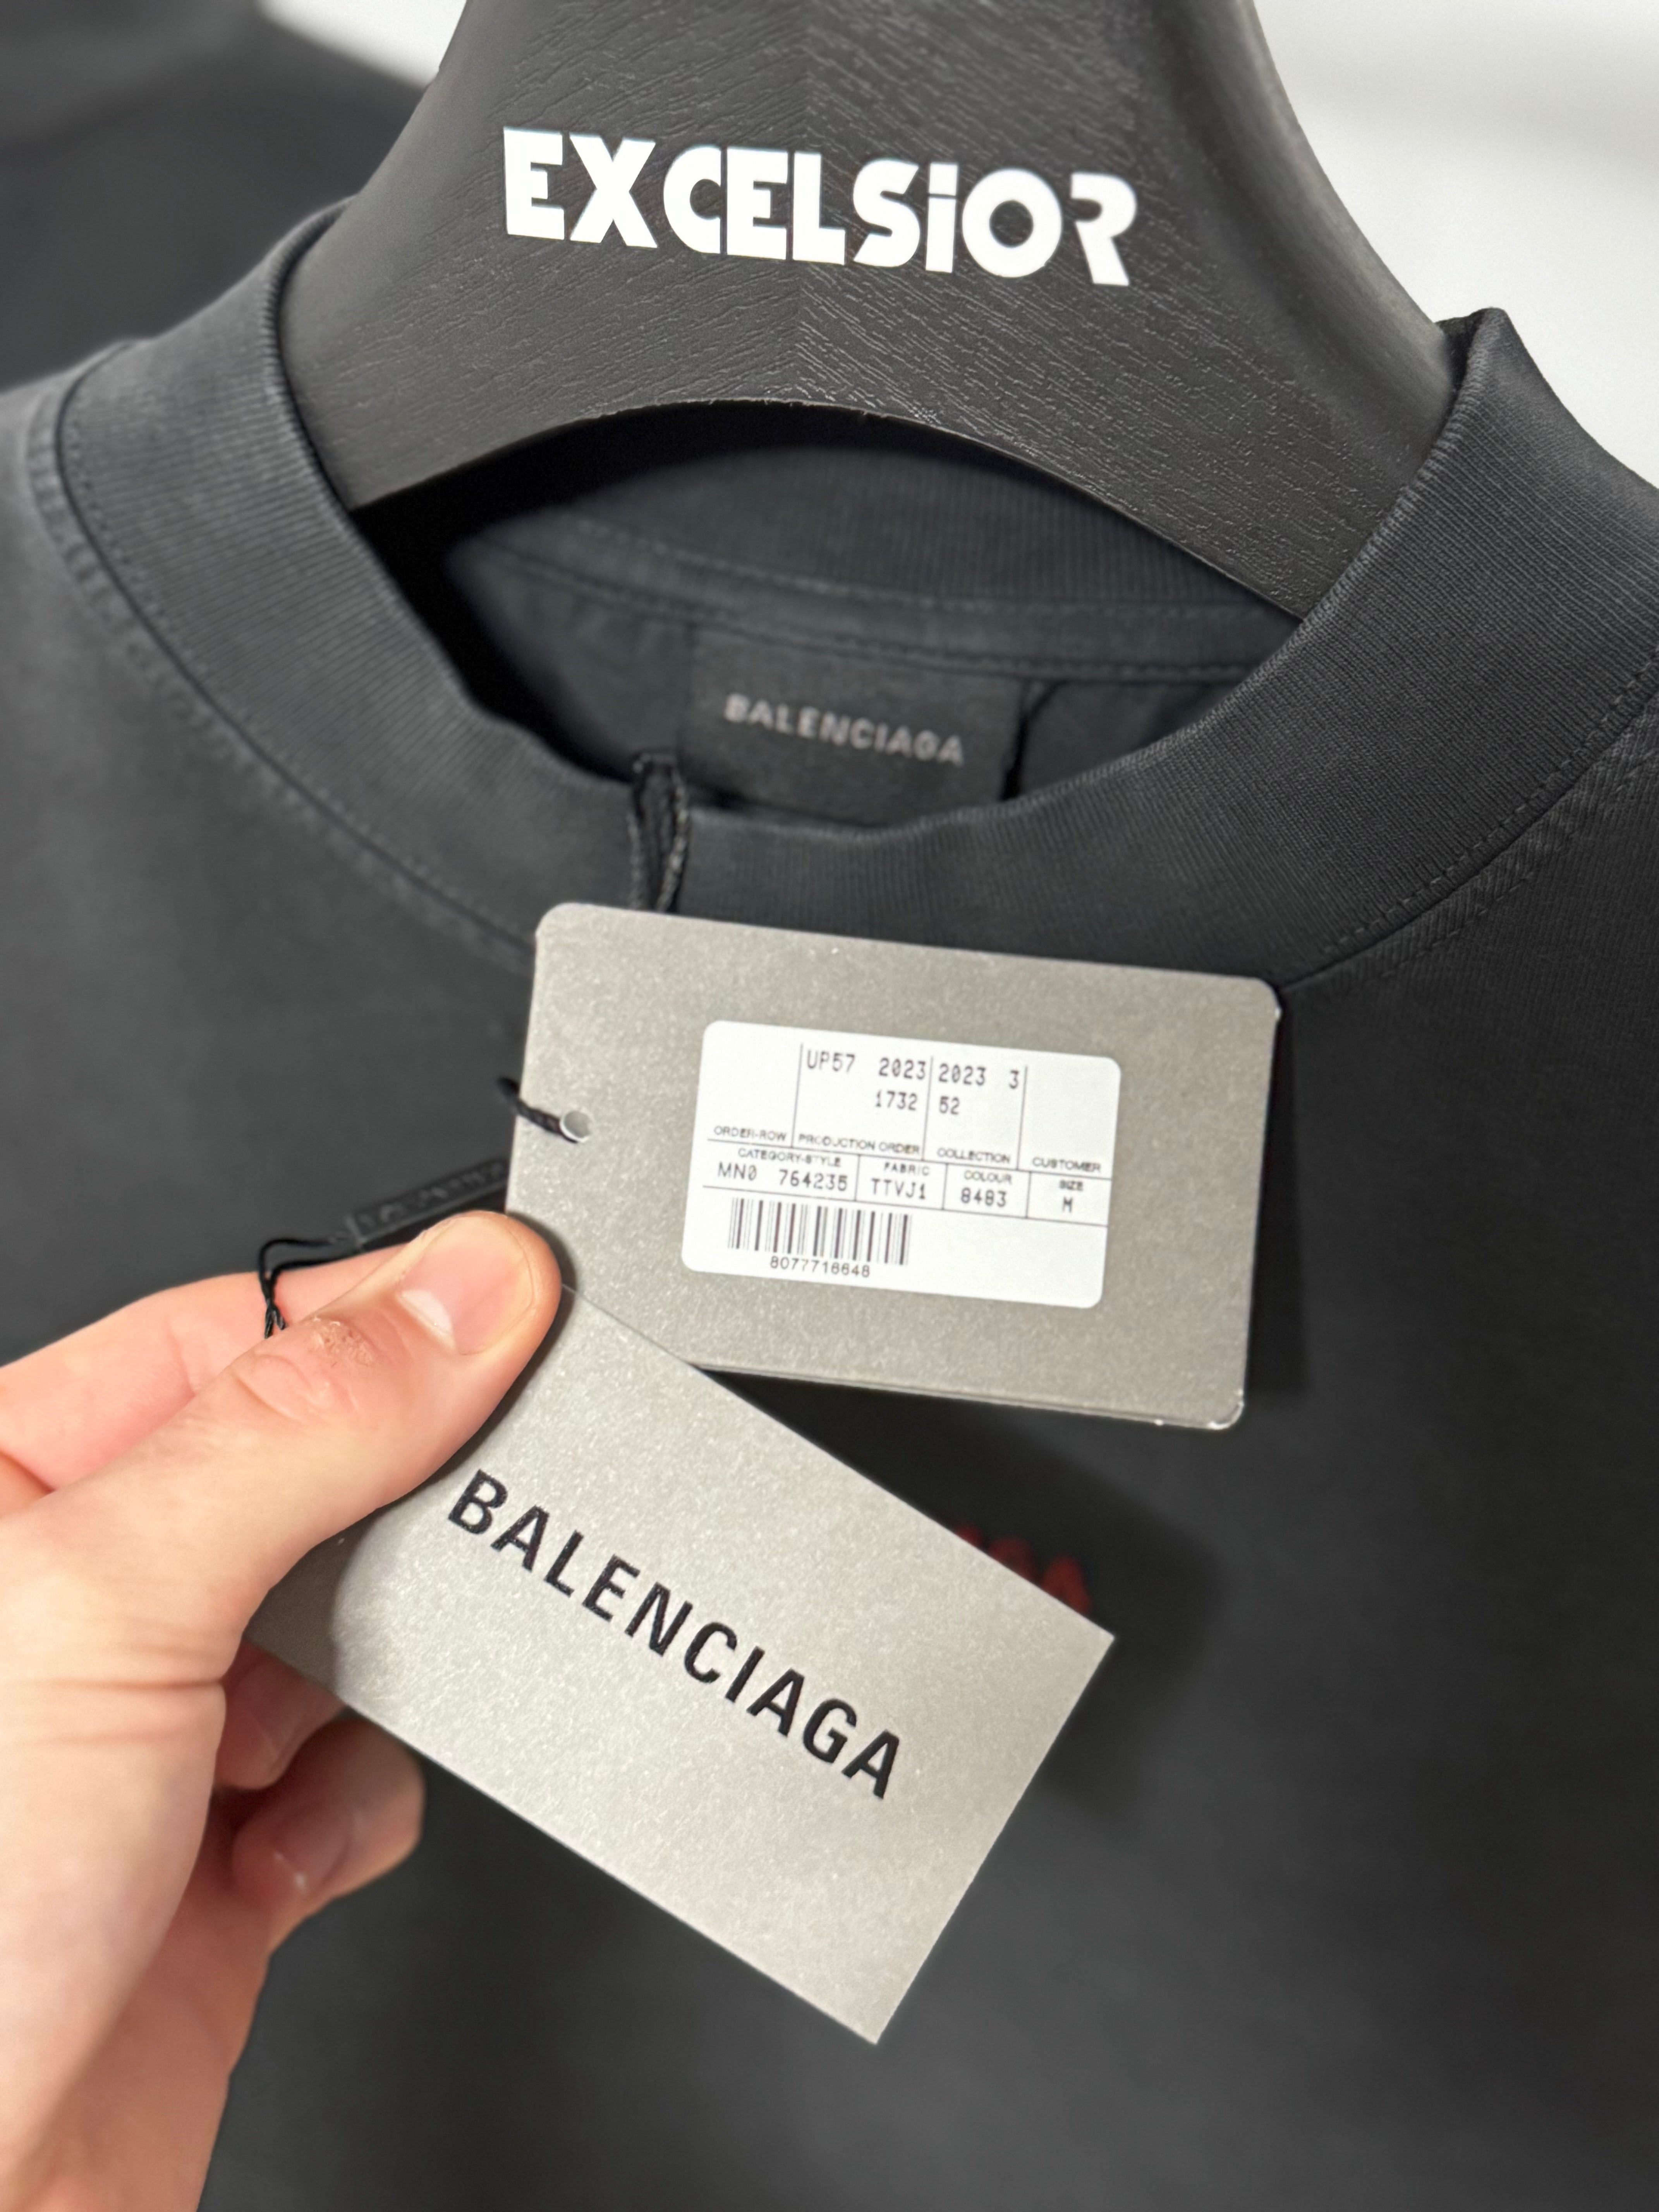 EXCELSiOR
BALENCIAGA
UP57 2023 2023 3
1732 52
ORDER-ROW PRODUCTION ORDER COLLECTION CUSTOMER
CATEGORY-STYLE FABRIC COLOUR SIZE
MN0 764235 TTVJ1 8483 M
8077716648
BALENCIAGA